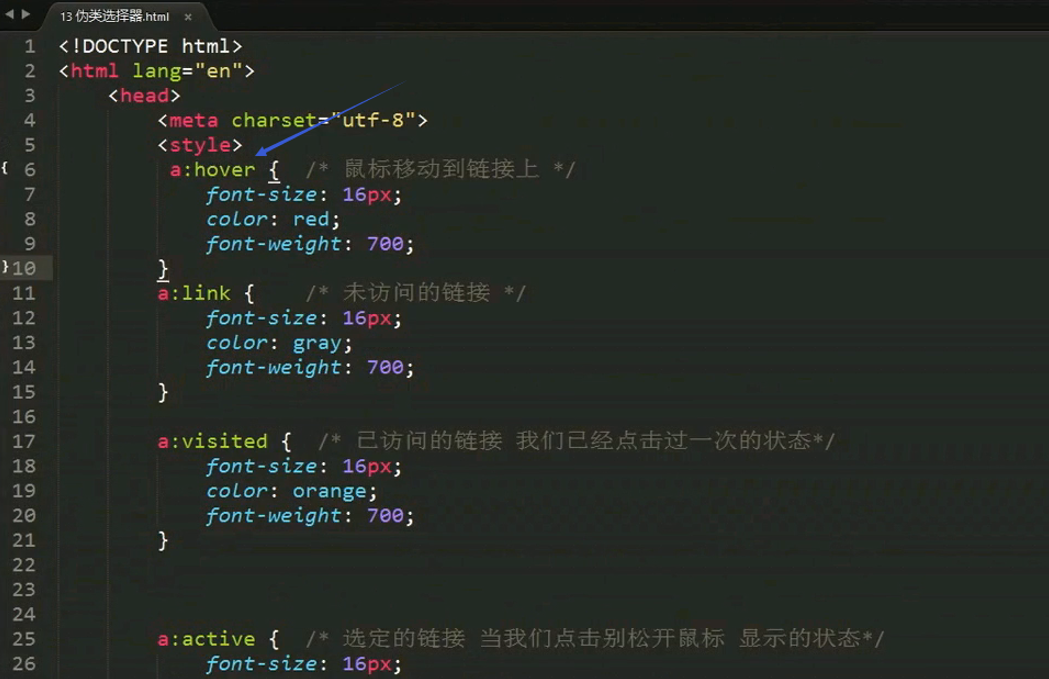 13 伪类选择器.html ×
1 <!DOCTYPE html>
2 <html lang="en">
3 <head>
4 <meta charset="utf-8">
5 <style>
{ 6 a:hover { /* 鼠标移动到链接上 */
7 font-size: 16px;
8 color: red;
9 font-weight: 700;
} 10 }
11 a:link { /* 未访问的链接 */
12 font-size: 16px;
13 color: gray;
14 font-weight: 700;
15 }
16
17 a:visited { /* 已访问的链接 我们已经点击过一次的状态*/
18 font-size: 16px;
19 color: orange;
20 font-weight: 700;
21 }
22
23
24
25 a:active { /* 选定的链接 当我们点击别松开鼠标 显示的状态*/
26 font-size: 16px;